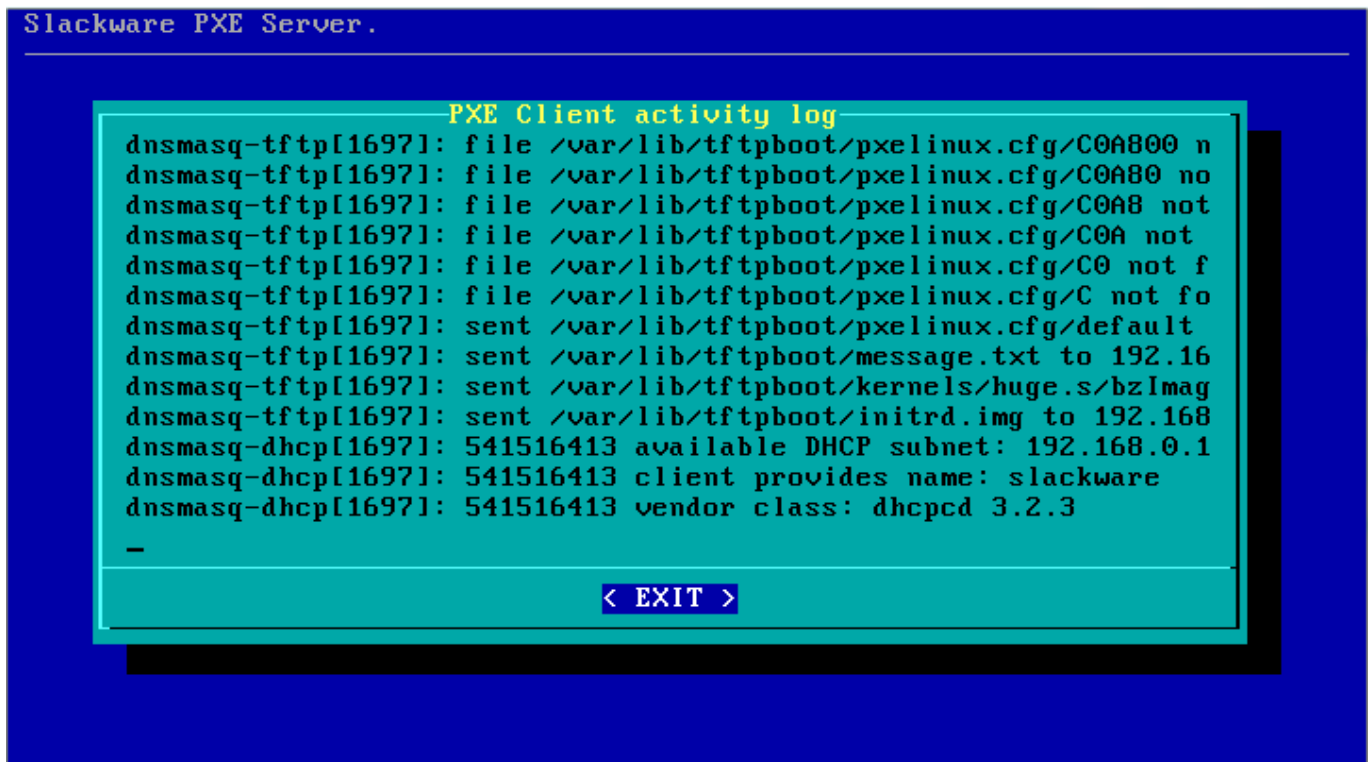 Slackware PXE Server.
PXE Client activity log
dnsmasq-tftp[1697]: file /var/lib/tftpboot/pxelinux.cfg/C0A800 n
dnsmasq-tftp[1697]: file /var/lib/tftpboot/pxelinux.cfg/C0A80 no
dnsmasq-tftp[1697]: file /var/lib/tftpboot/pxelinux.cfg/C0A8 not
dnsmasq-tftp[1697]: file /var/lib/tftpboot/pxelinux.cfg/C0A not
dnsmasq-tftp[1697]: file /var/lib/tftpboot/pxelinux.cfg/C0 not f
dnsmasq-tftp[1697]: file /var/lib/tftpboot/pxelinux.cfg/C not fo
dnsmasq-tftp[1697]: sent /var/lib/tftpboot/pxelinux.cfg/default
dnsmasq-tftp[1697]: sent /var/lib/tftpboot/message.txt to 192.16
dnsmasq-tftp[1697]: sent /var/lib/tftpboot/kernels/huge.s/bzImag
dnsmasq-tftp[1697]: sent /var/lib/tftpboot/initrd.img to 192.168
dnsmasq-dhcp[1697]: 541516413 available DHCP subnet: 192.168.0.1
dnsmasq-dhcp[1697]: 541516413 client provides name: slackware
dnsmasq-dhcp[1697]: 541516413 vendor class: dhcpcd 3.2.3
< EXIT >